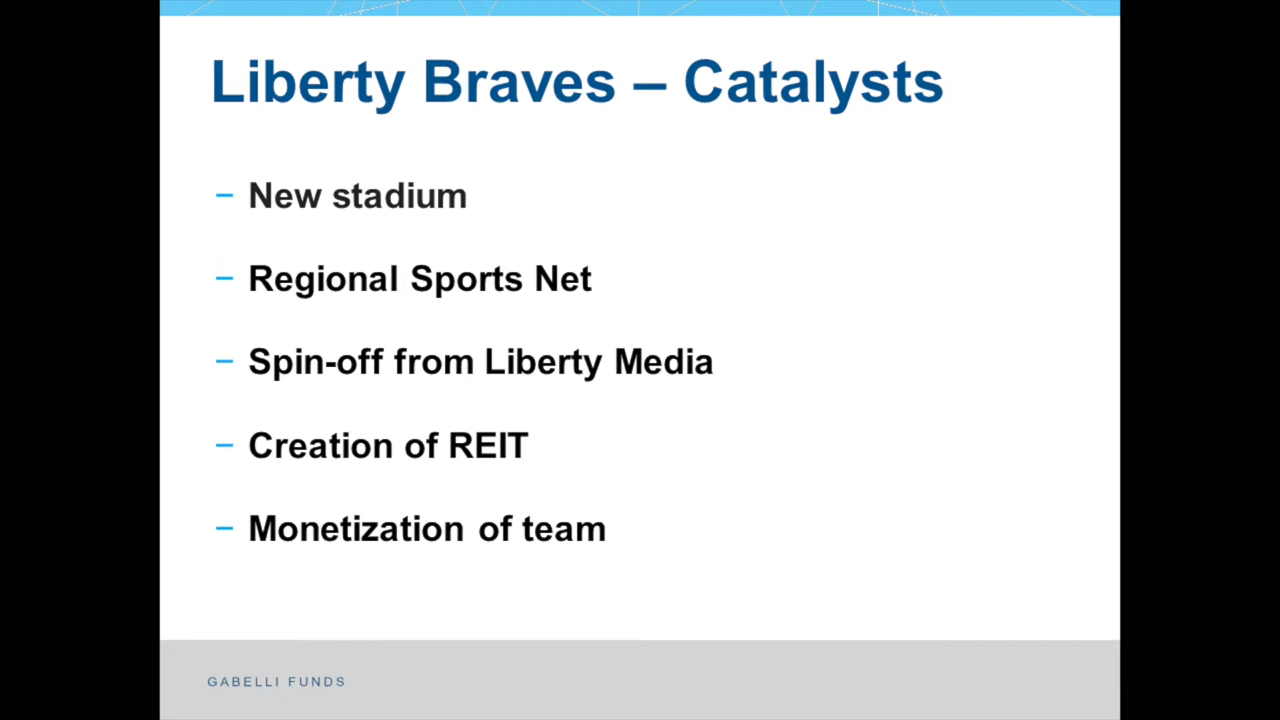 Liberty Braves – Catalysts
– New stadium
– Regional Sports Net
– Spin-off from Liberty Media
– Creation of REIT
– Monetization of team
GABELLI FUNDS